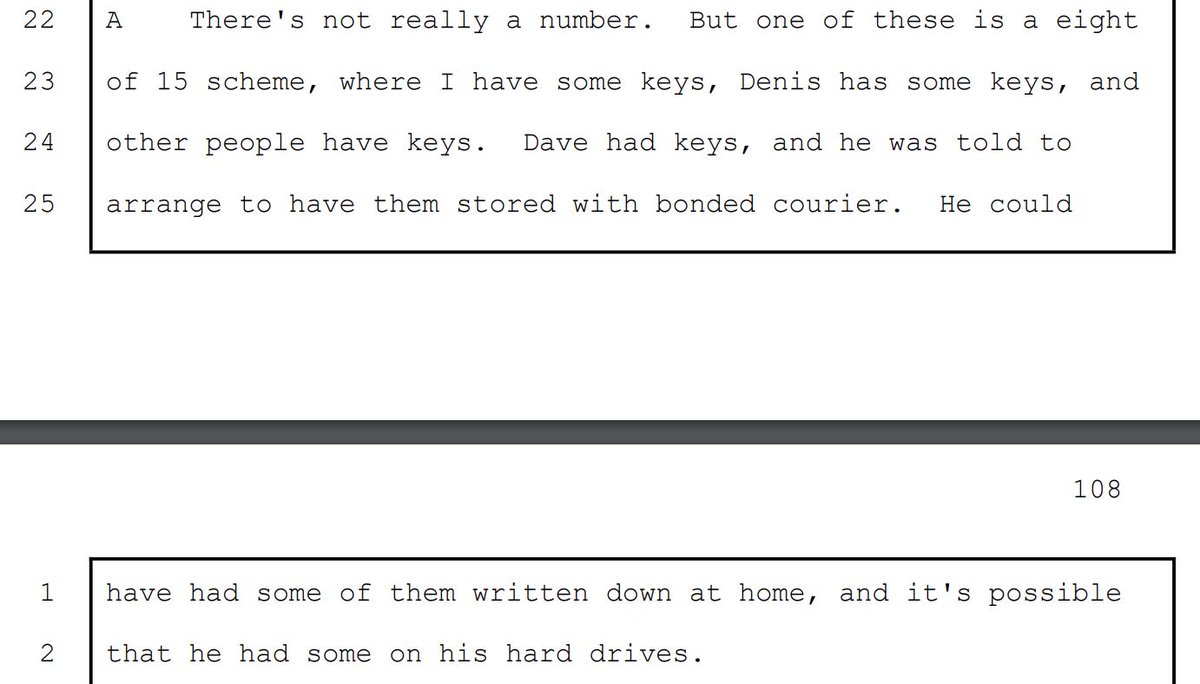 22 A There's not really a number. But one of these is a eight
23 of 15 scheme, where I have some keys, Denis has some keys, and
24 other people have keys. Dave had keys, and he was told to
25 arrange to have them stored with bonded courier. He could
108
1 have had some of them written down at home, and it's possible
2 that he had some on his hard drives.